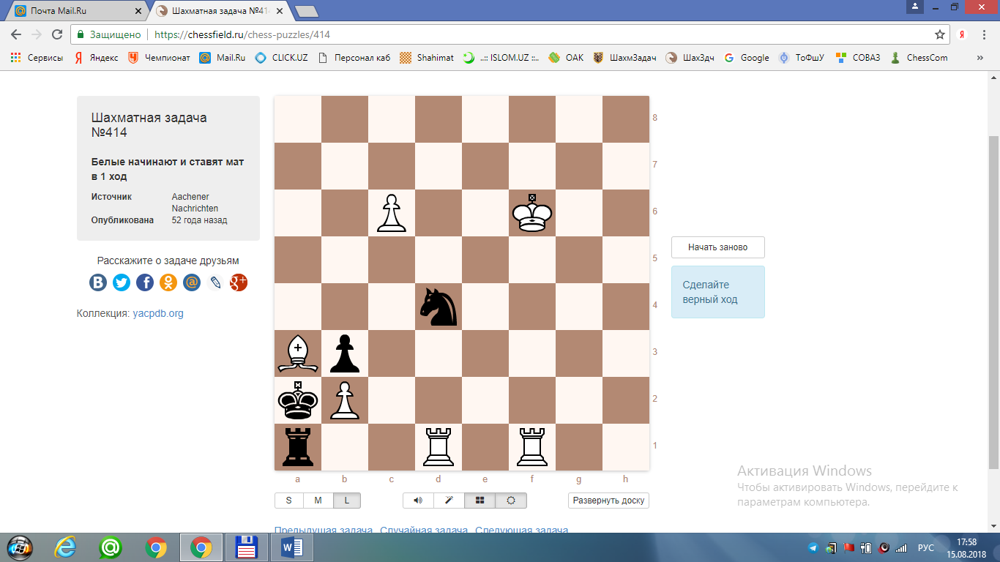 Почта Mail.Ru
Шахматная задача №41
Защищено
https://chessfield.ru/chess-puzzles/414
Сервисы
Яндекс
Чемпионат
Mail.Ru
CLICK.UZ
Персонал каб
Shahimat
..:: ISLOM.UZ ::..
ОАК
ШахмЗадач
ШахЗдч
Google
ТоФшУ
СОВАЗ
ChessCom
»
Шахматная задача
№414
Белые начинают и ставят мат
в 1 ход
Источник Aachener
Nachrichten
Опубликована 52 года назад
Расскажите о задаче друзьям
Коллекция: yacpdb.org
8
7
6
5
4
3
2
1
a b c d e f g h
Начать заново
Сделайте
верный ход
S M L
Развернуть доску
Предыдущая задача Случайная задача Следующая задача
Активация Windows
Чтобы активировать Windows, перейдите к
параметрам компьютера.
РУС
17:58
15.08.2018